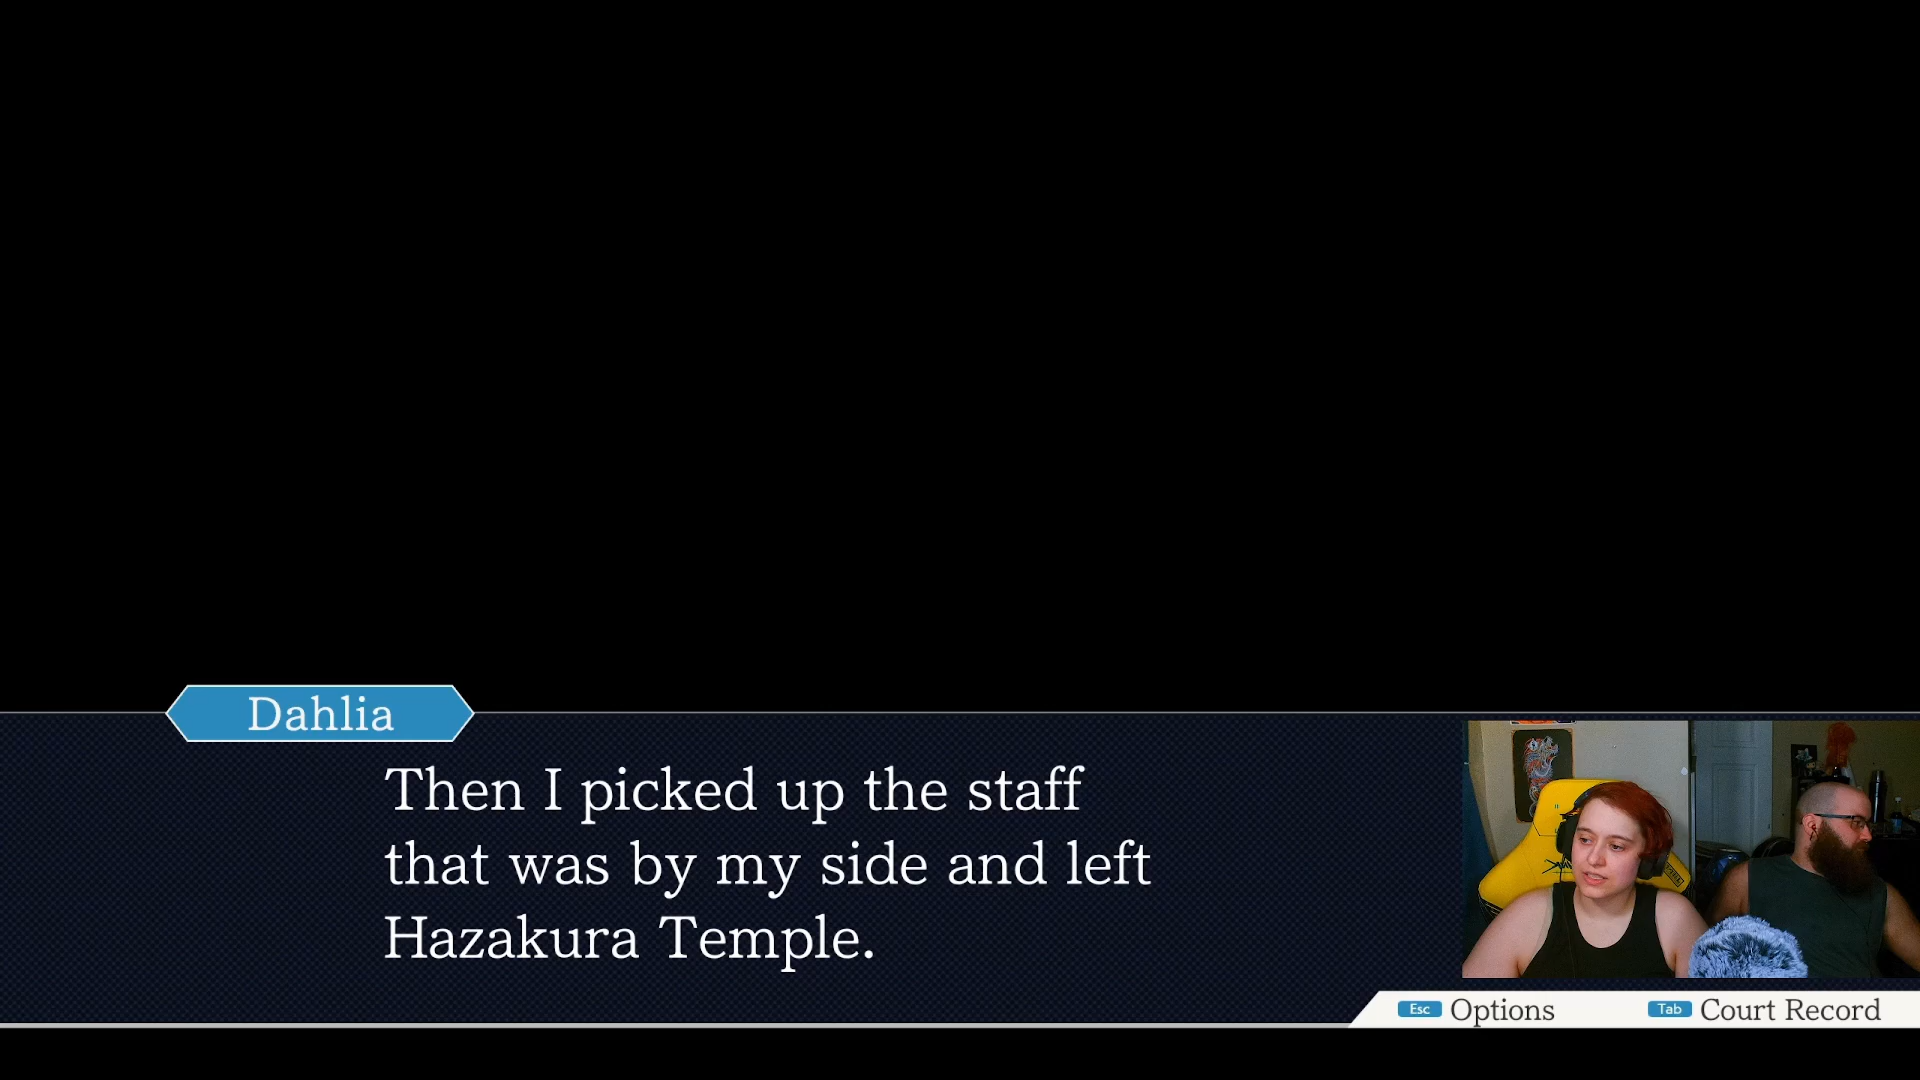 Dahlia
Then I picked up the staff
that was by my side and left
Hazakura Temple.
Esc Options
Tab Court Record